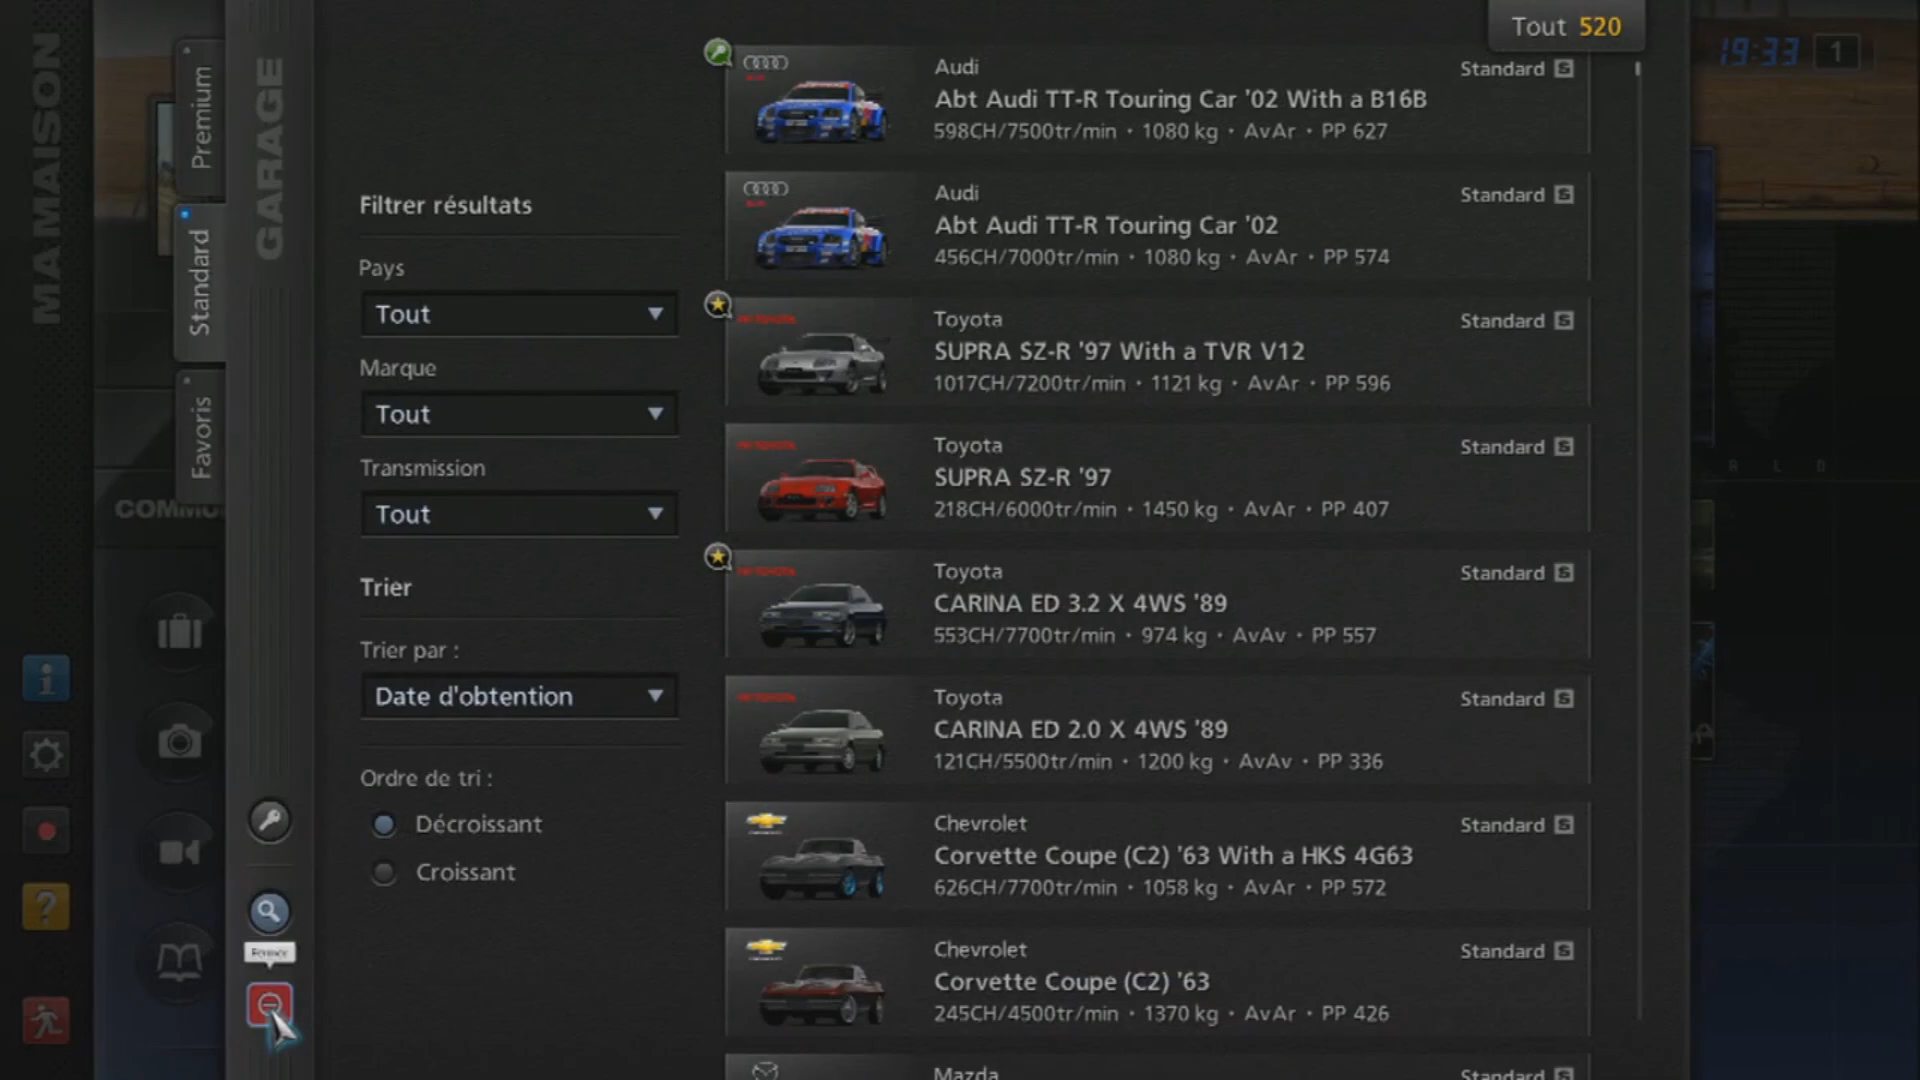 MA MAISON
Premium
Standard
Favoris
GARAGE
COMMU
Tout 520
19:33
1
Filtrer résultats
Pays
Tout
Marque
Tout
Transmission
Tout
Trier
Trier par :
Date d'obtention
Ordre de tri :
Décroissant
Croissant
Fermer
Audi
Standard S
Abt Audi TT-R Touring Car '02 With a B16B
598CH/7500tr/min • 1080 kg • AvAr • PP 627
Audi
Standard S
Abt Audi TT-R Touring Car '02
456CH/7000tr/min • 1080 kg • AvAr • PP 574
Toyota
Standard S
SUPRA SZ-R '97 With a TVR V12
1017CH/7200tr/min • 1121 kg • AvAr • PP 596
Toyota
Standard S
SUPRA SZ-R '97
218CH/6000tr/min • 1450 kg • AvAr • PP 407
Toyota
Standard S
CARINA ED 3.2 X 4WS '89
553CH/7700tr/min • 974 kg • AvAv • PP 557
Toyota
Standard S
CARINA ED 2.0 X 4WS '89
121CH/5500tr/min • 1200 kg • AvAv • PP 336
Chevrolet
Standard S
Corvette Coupe (C2) '63 With a HKS 4G63
626CH/7700tr/min • 1058 kg • AvAr • PP 572
Chevrolet
Standard S
Corvette Coupe (C2) '63
245CH/4500tr/min • 1370 kg • AvAr • PP 426
Mazda
Standard S